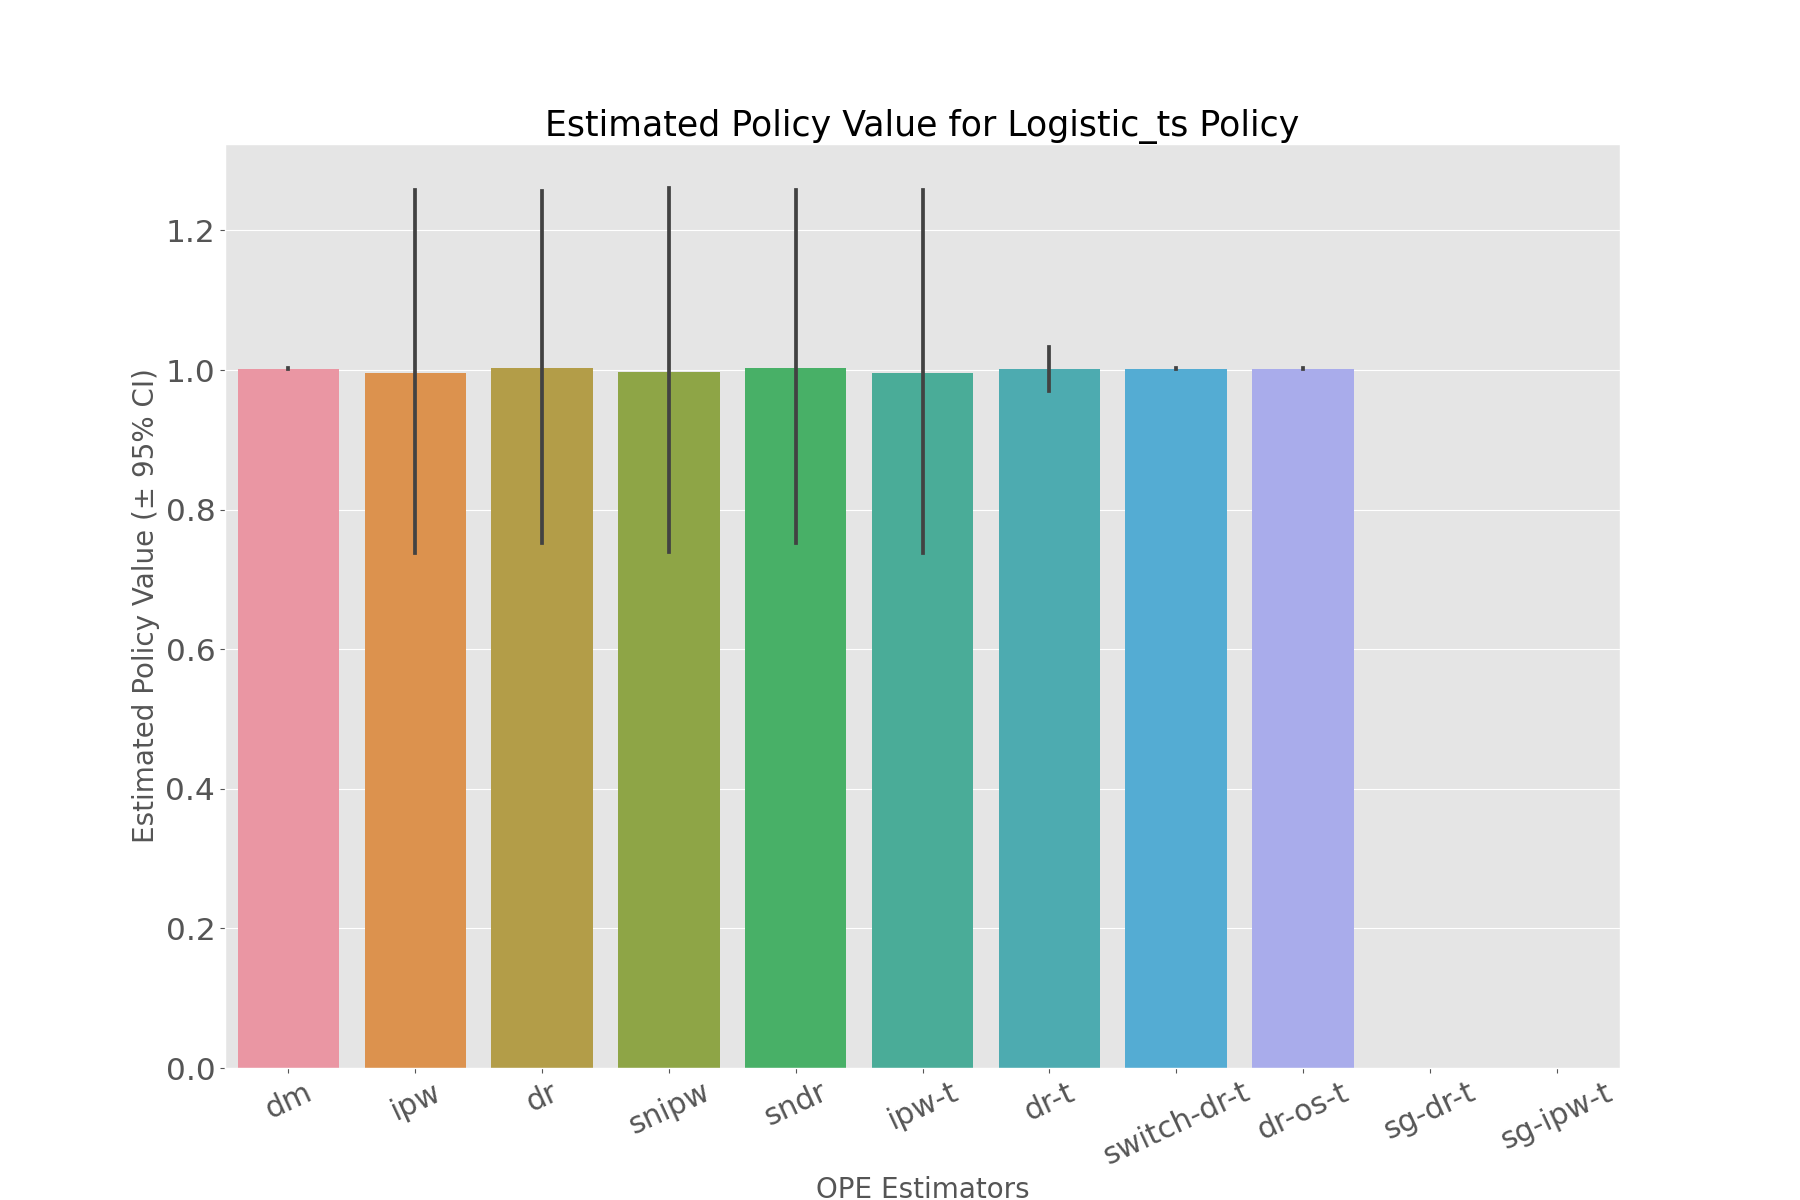 Estimated Policy Value for Logistic_ts Policy
Estimated Policy Value (± 95% CI)
1.2
1.0
0.8
0.6
0.4
0.2
0.0
dm
ipw
dr
snipw
sndr
ipw-t
dr-t
switch-dr-t
dr-os-t
sg-dr-t
sg-ipw-t
OPE Estimators